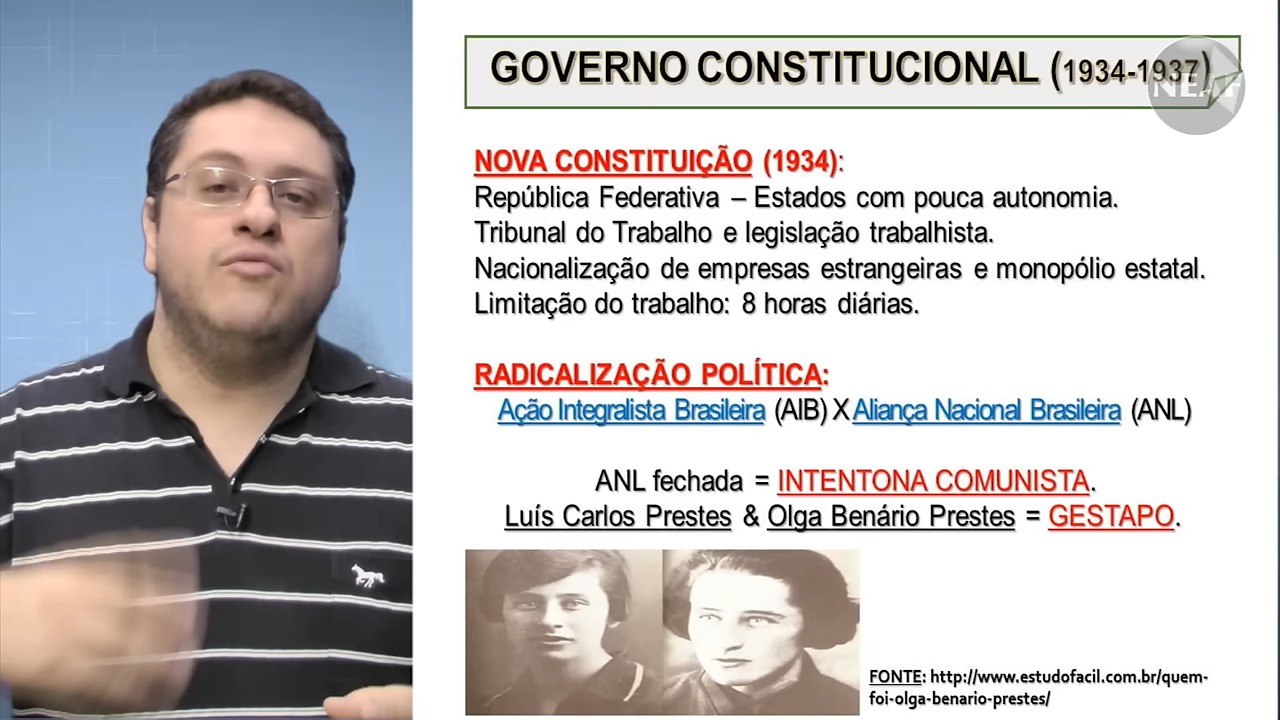 GOVERNO CONSTITUCIONAL (1934-1937)
NEAF
NOVA CONSTITUIÇÃO (1934):
República Federativa – Estados com pouca autonomia.
Tribunal do Trabalho e legislação trabalhista.
Nacionalização de empresas estrangeiras e monopólio estatal.
Limitação do trabalho: 8 horas diárias.
RADICALIZAÇÃO POLÍTICA:
Ação Integralista Brasileira (AIB) X Aliança Nacional Brasileira (ANL)
ANL fechada = INTENTONA COMUNISTA.
Luís Carlos Prestes & Olga Benário Prestes = GESTAPO.
FONTE: http://www.estudofacil.com.br/quem-
foi-olga-benario-prestes/